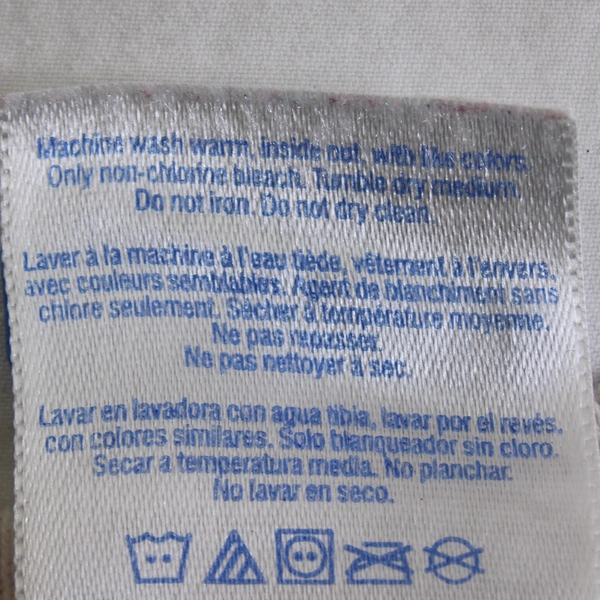 Machine wash warm, inside out, with like colors.
Only non-chlorine bleach. Tumble dry medium.
Do not iron. Do not dry clean.
Laver à la machine à l'eau tiède, vêtement à l'envers,
avec couleurs semblables. Agent de blanchiment sans
chlore seulement. Sécher à température moyenne.
Ne pas repasser.
Ne pas nettoyer à sec.
Lavar en lavadora con agua tibia, lavar por el revés,
con colores similares. Solo blanqueador sin cloro.
Secar a temperatura media. No planchar.
No lavar en seco.